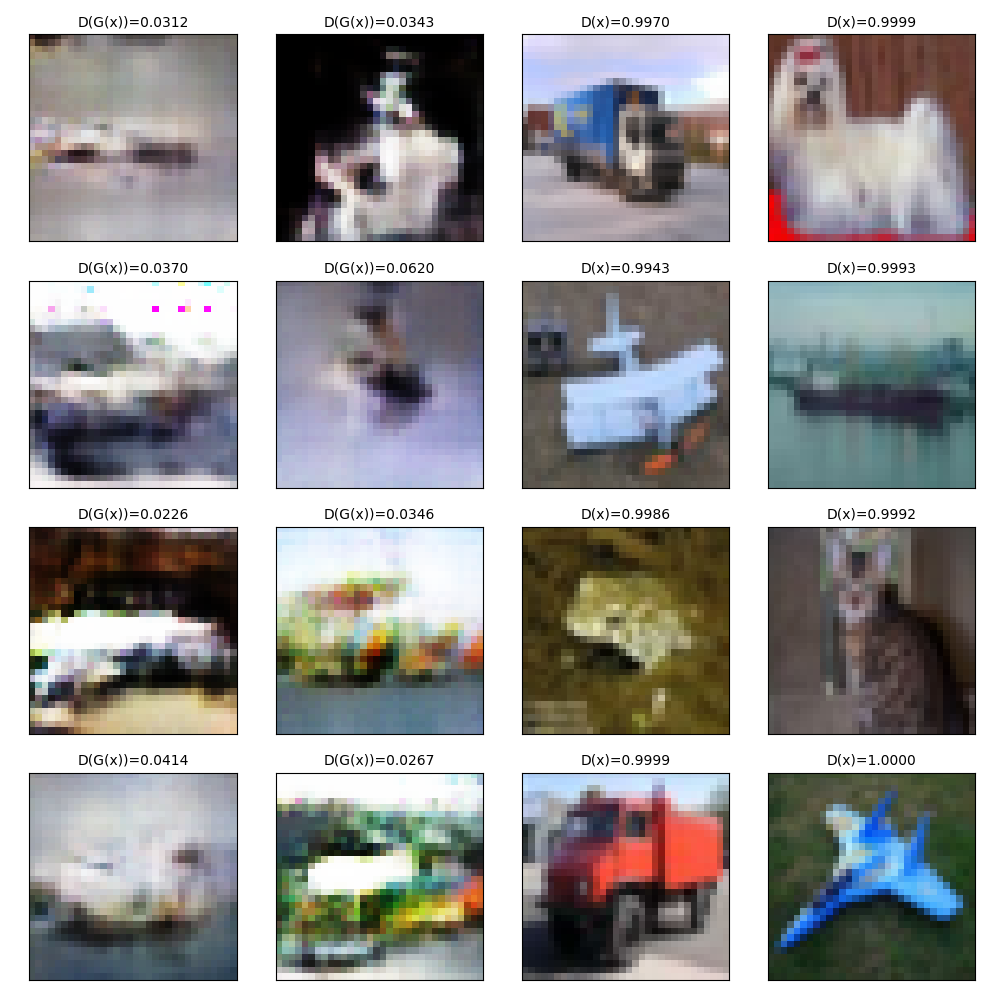 D(G(x))=0.0312 D(G(x))=0.0343 D(x)=0.9970 D(x)=0.9999
D(G(x))=0.0370 D(G(x))=0.0620 D(x)=0.9943 D(x)=0.9993
D(G(x))=0.0226 D(G(x))=0.0346 D(x)=0.9986 D(x)=0.9992
D(G(x))=0.0414 D(G(x))=0.0267 D(x)=0.9999 D(x)=1.0000